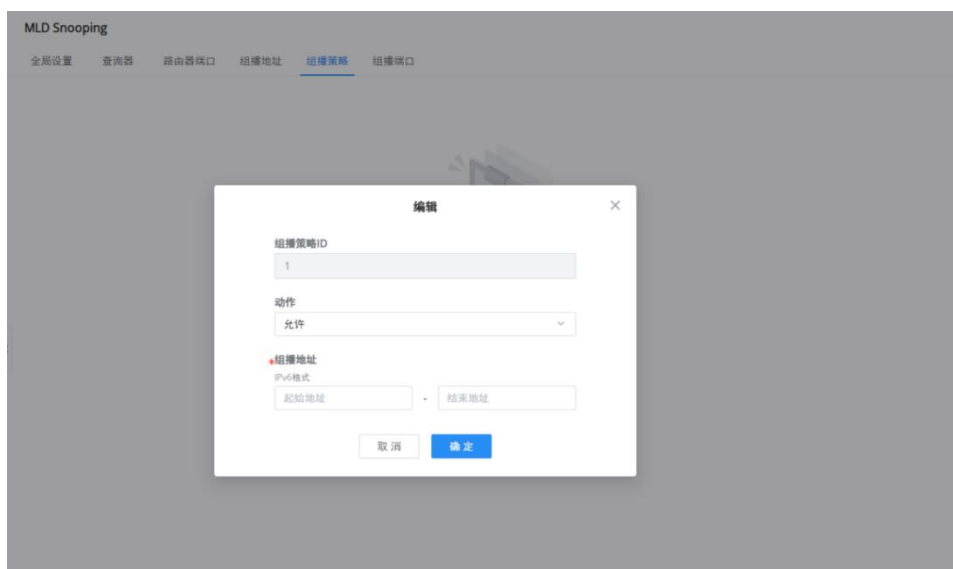 MLD Snooping
全局设置 查询器 路由器端口 组播地址 组播策略 组播端口
编辑
组播策略ID
1
动作
允许
*组播地址
IPv6格式
起始地址 - 结束地址
取消 确定